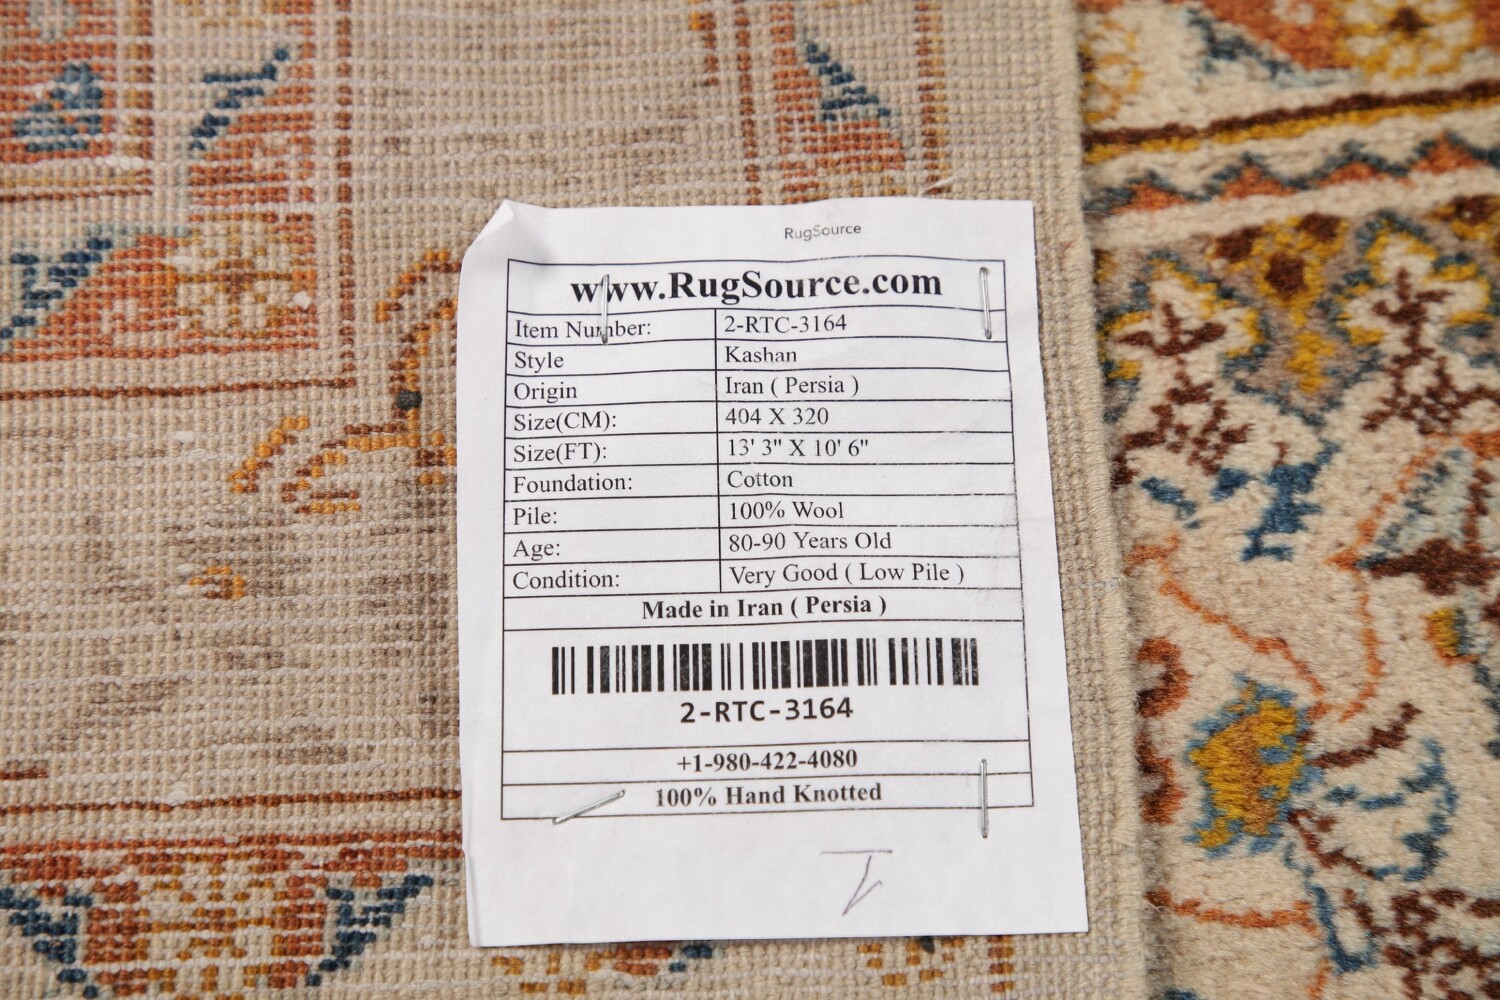 RugSource
www.RugSource.com
Item Number: 2-RTC-3164
Style Kashan
Origin Iran ( Persia )
Size(CM): 404 X 320
Size(FT): 13' 3" X 10' 6"
Foundation: Cotton
Pile: 100% Wool
Age: 80-90 Years Old
Condition: Very Good ( Low Pile )
Made in Iran ( Persia )
2-RTC-3164
+1-980-422-4080
100% Hand Knotted